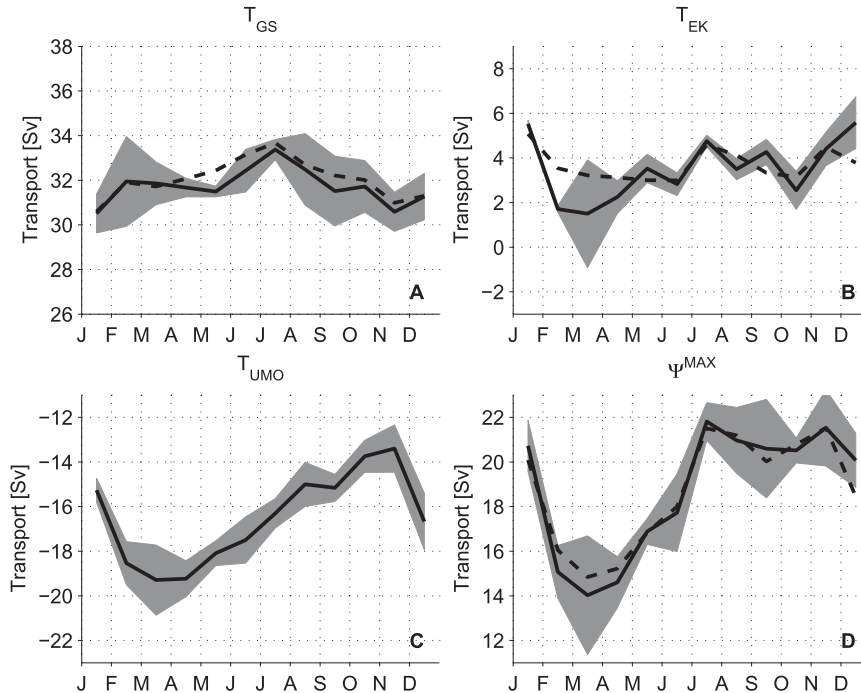 T_GS
Transport [Sv]
38
36
34
32
30
28
26
A
J F M A M J J A S O N D
T_EK
Transport [Sv]
8
6
4
2
0
−2
B
J F M A M J J A S O N D
T_UMO
Transport [Sv]
−12
−14
−16
−18
−20
−22
C
J F M A M J J A S O N D
Ψ^MAX
Transport [Sv]
22
20
18
16
14
12
D
J F M A M J J A S O N D